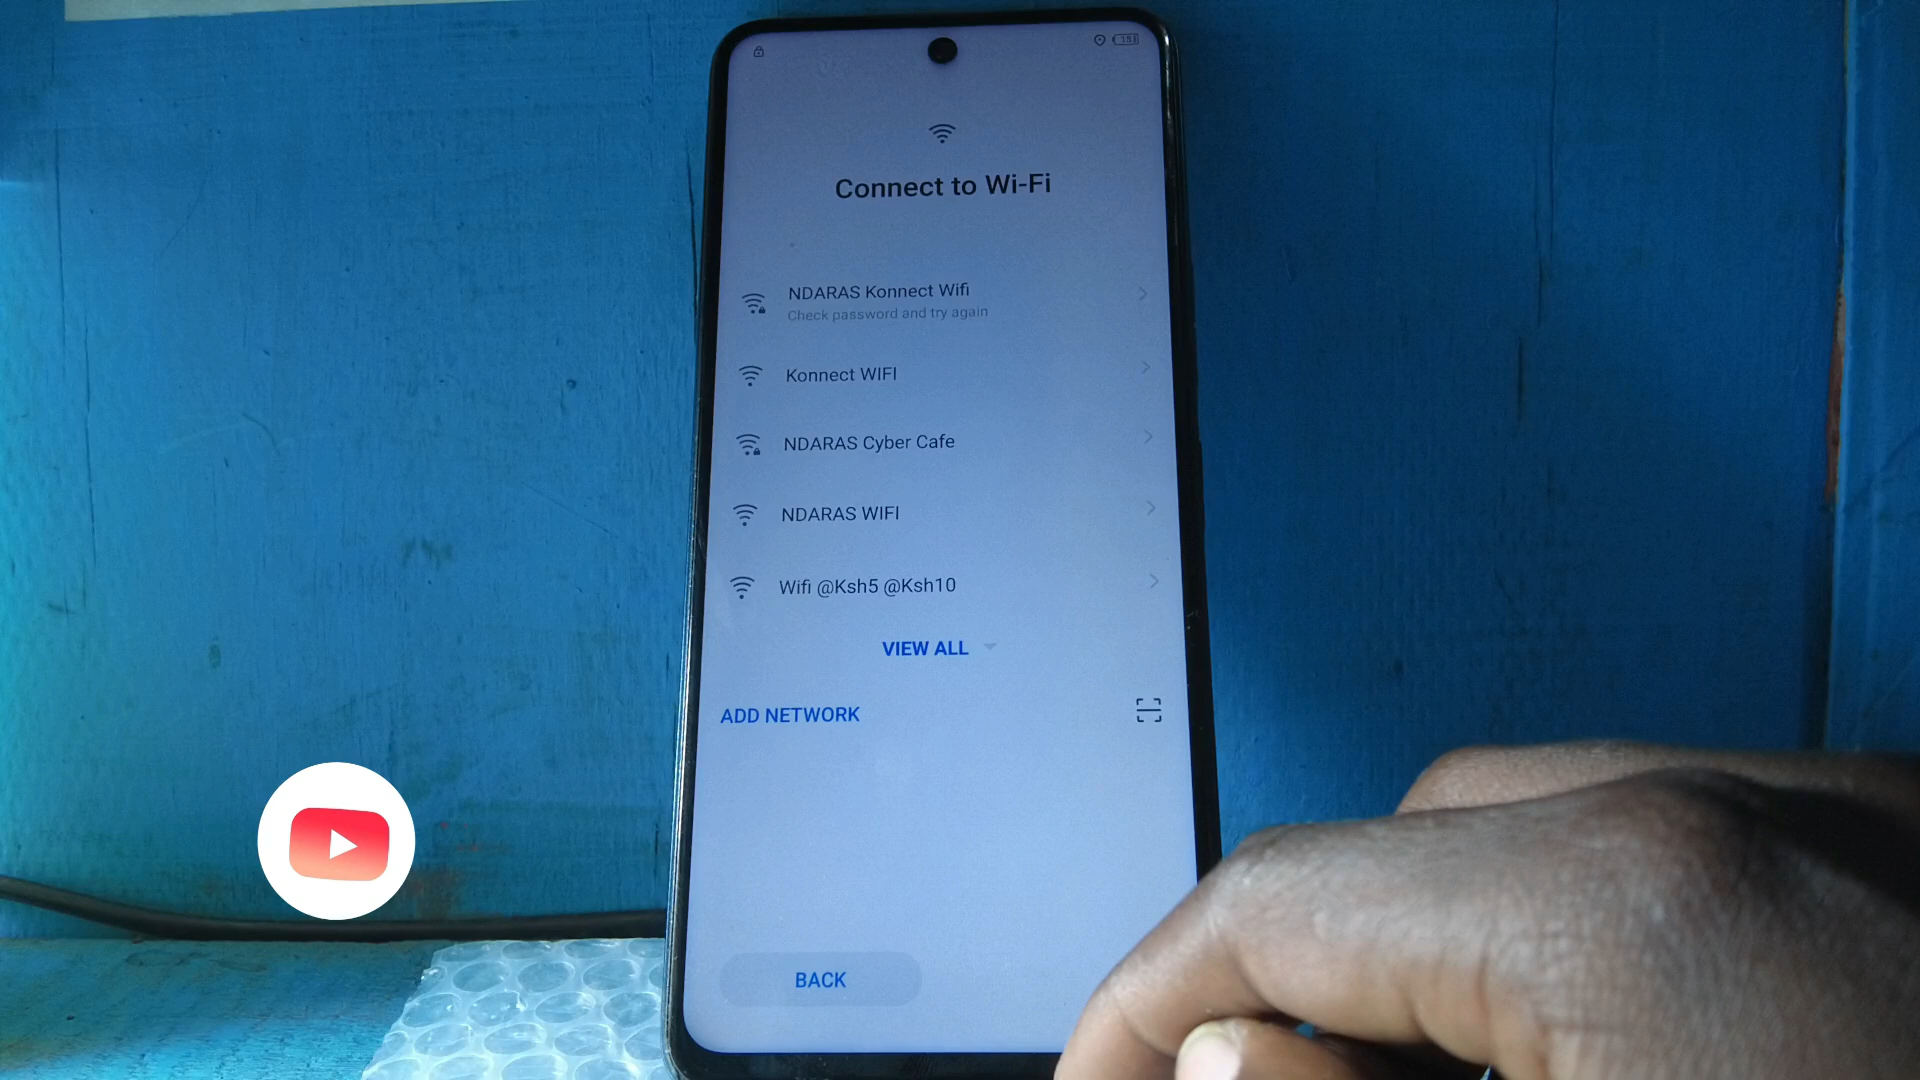 Connect to Wi-Fi
NDARAS Konnect Wifi
Check password and try again
Konnect WIFI
NDARAS Cyber Cafe
NDARAS WIFI
Wifi @Ksh5 @Ksh10
VIEW ALL
ADD NETWORK
BACK